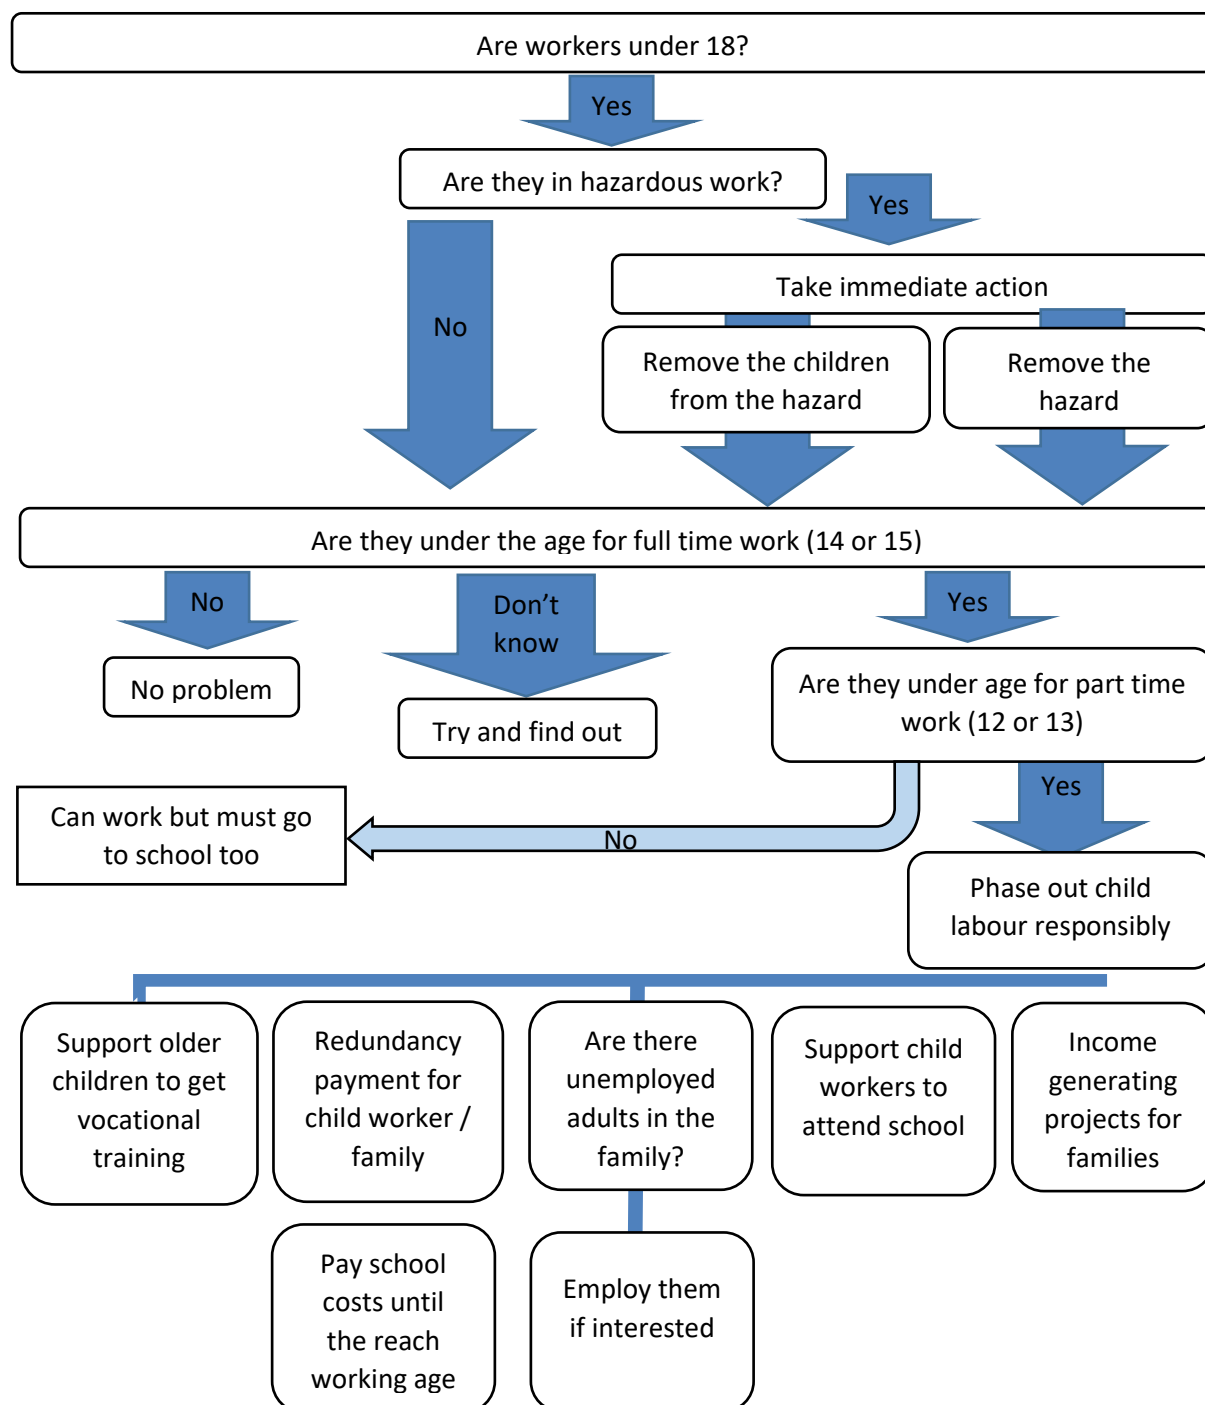 Are workers under 18?
Yes
Are they in hazardous work?
Yes
No
Take immediate action
Remove the children
from the hazard
Remove the
hazard
Are they under the age for full time work (14 or 15)
No
Don’t
know
Yes
No problem
Try and find out
Are they under age for part time
work (12 or 13)
Yes
No
Can work but must go
to school too
Phase out child
labour responsibly
Support older
children to get
vocational
training
Redundancy
payment for
child worker /
family
Are there
unemployed
adults in the
family?
Support child
workers to
attend school
Income
generating
projects for
families
Pay school
costs until
the reach
working age
Employ them
if interested